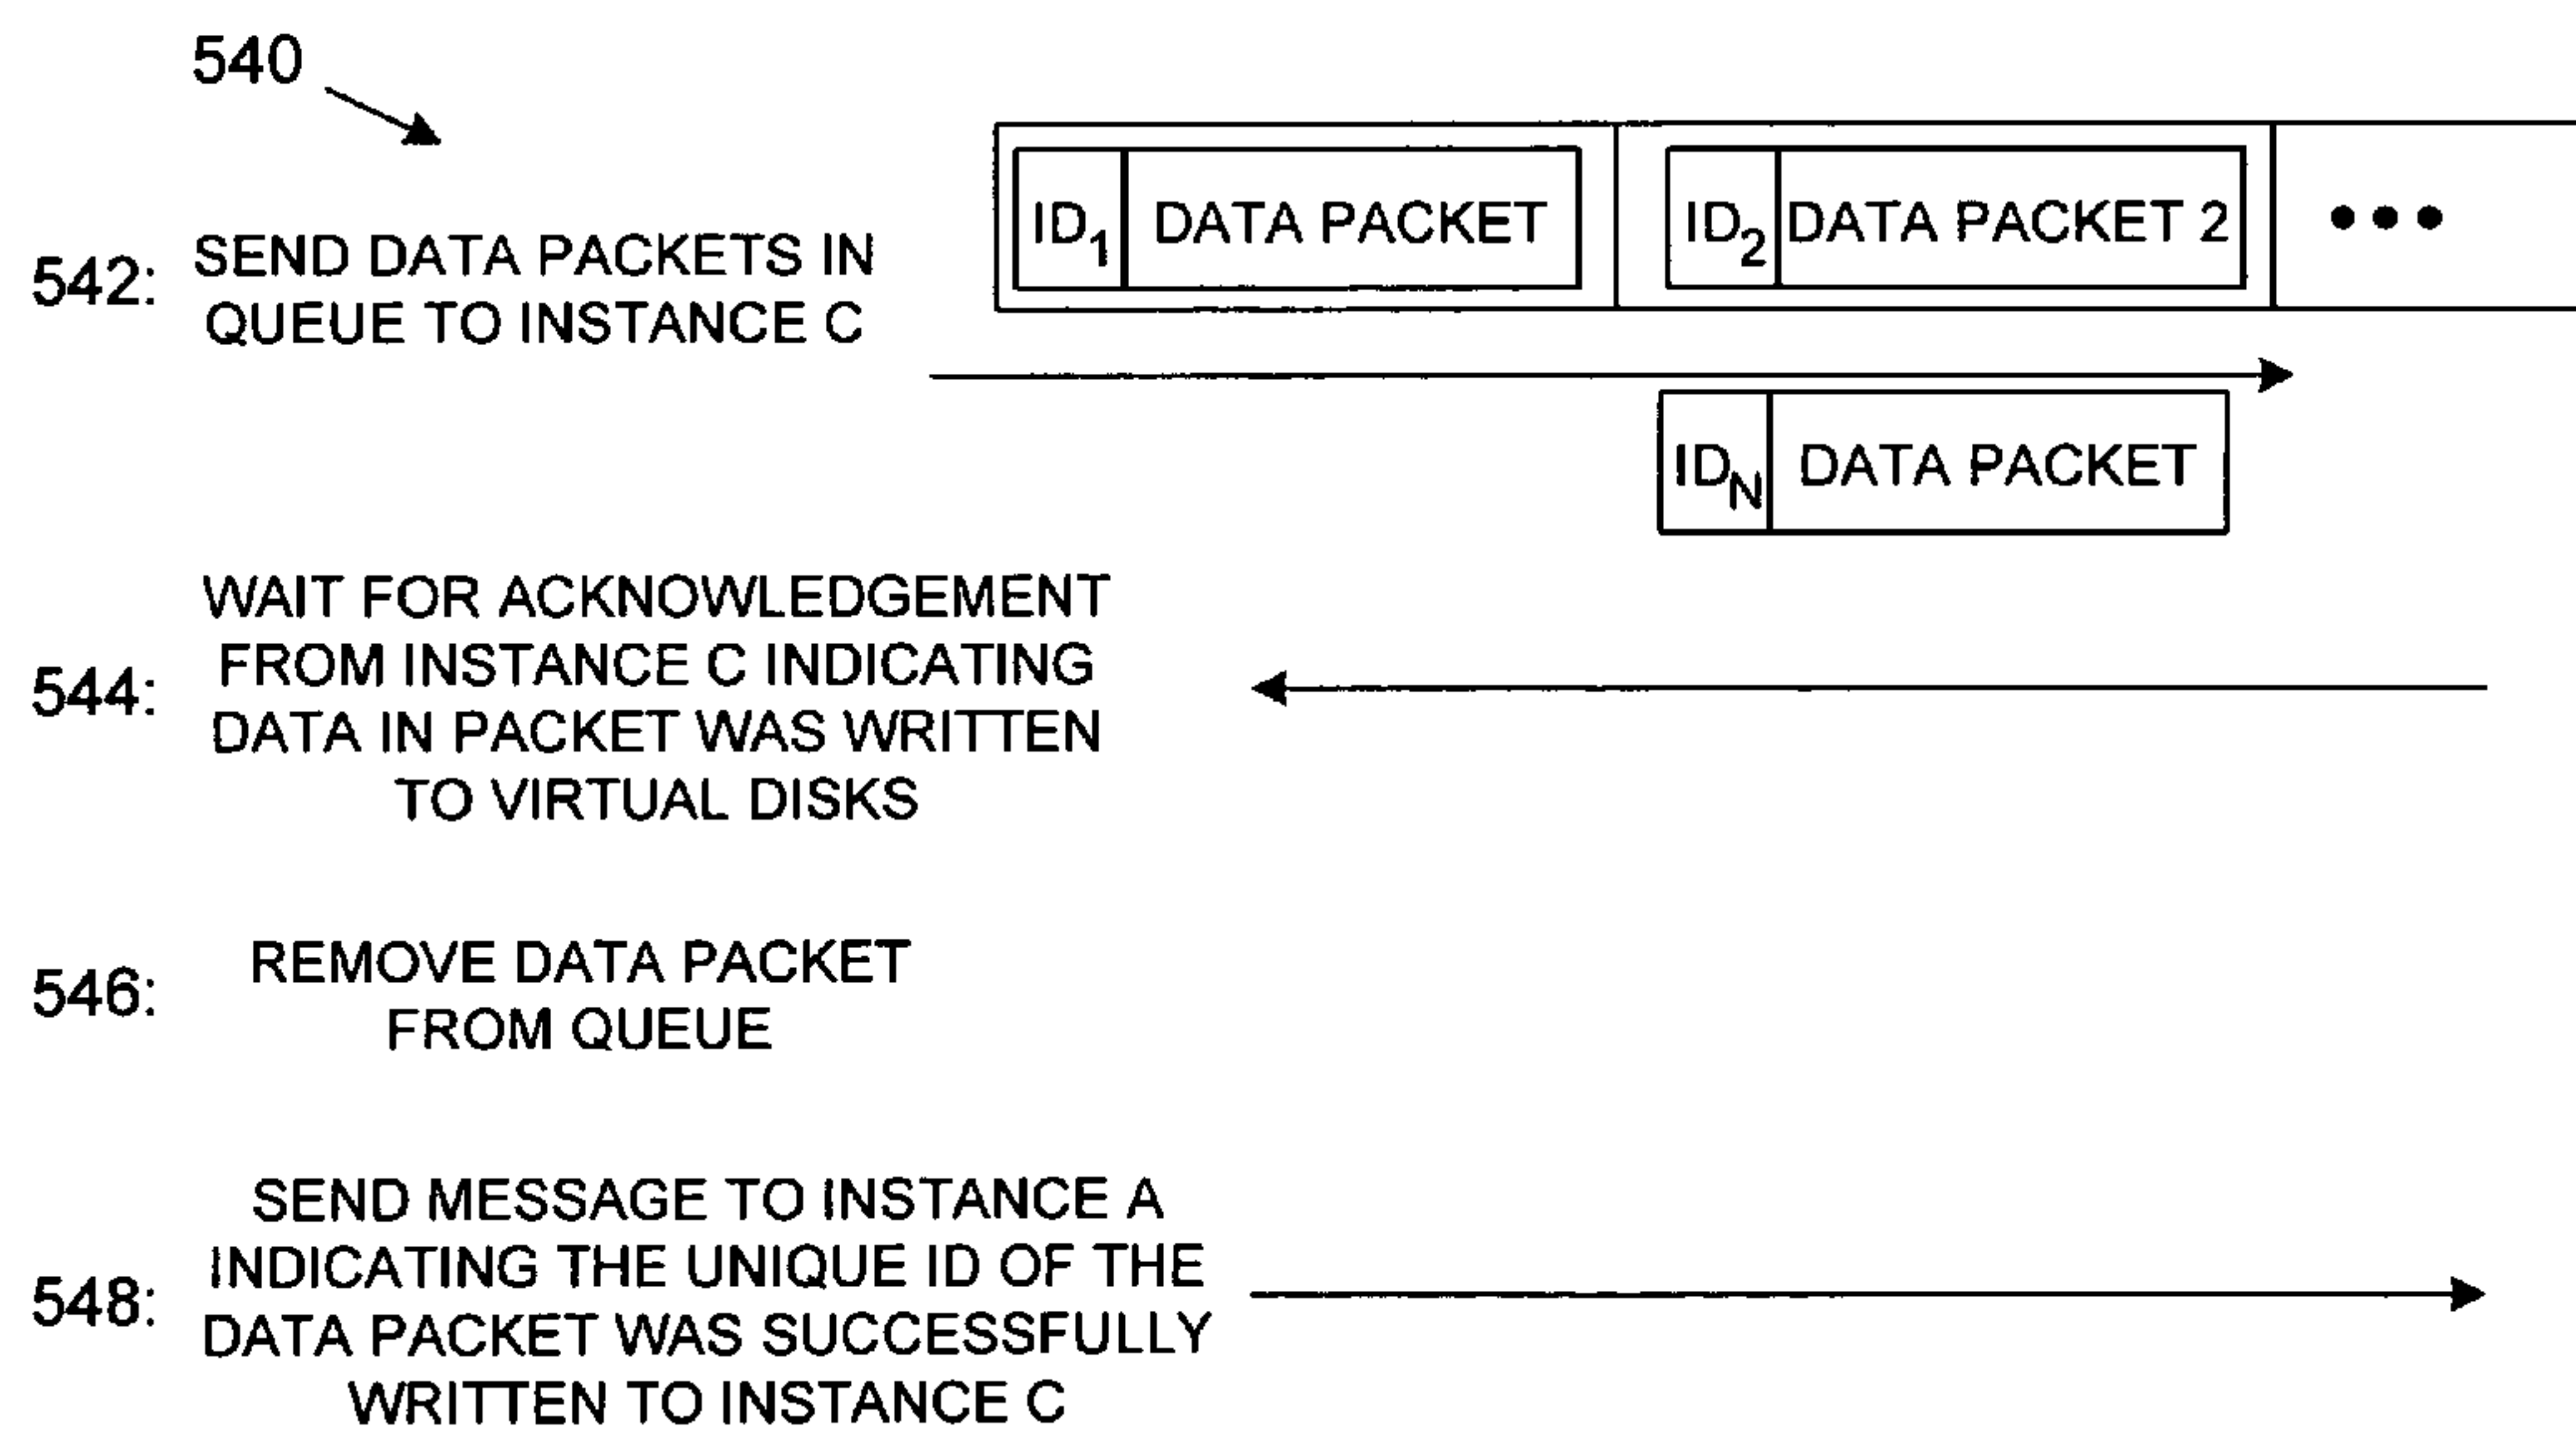 540
ID1 DATA PACKET ID2 DATA PACKET 2 •••
542: SEND DATA PACKETS IN
QUEUE TO INSTANCE C
IDN DATA PACKET
544: WAIT FOR ACKNOWLEDGEMENT
FROM INSTANCE C INDICATING
DATA IN PACKET WAS WRITTEN
TO VIRTUAL DISKS
546: REMOVE DATA PACKET
FROM QUEUE
548: SEND MESSAGE TO INSTANCE A
INDICATING THE UNIQUE ID OF THE
DATA PACKET WAS SUCCESSFULLY
WRITTEN TO INSTANCE C